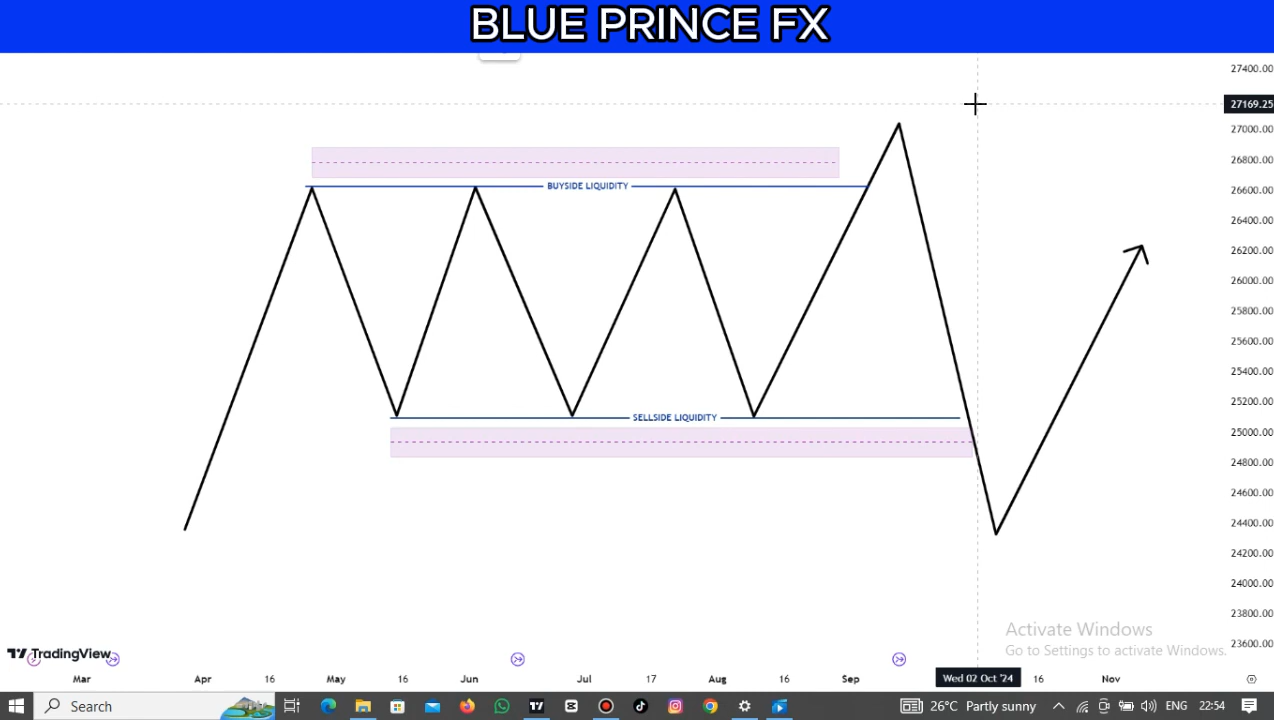 BLUE PRINCE FX
27400.00
27169.25
27000.00
26800.00
BUYSIDE LIQUIDITY
26600.00
26400.00
26200.00
26000.00
25800.00
25600.00
25400.00
25200.00
SELLSIDE LIQUIDITY
25000.00
24800.00
24600.00
24400.00
24200.00
24000.00
23800.00
23600.00
Activate Windows
Go to Settings to activate Windows.
TradingView
Mar Apr 16 May 16 Jun Jul 17 Aug 16 Sep Wed 02 Oct '24 16 Nov
Search 26°C Partly sunny ENG 22:54